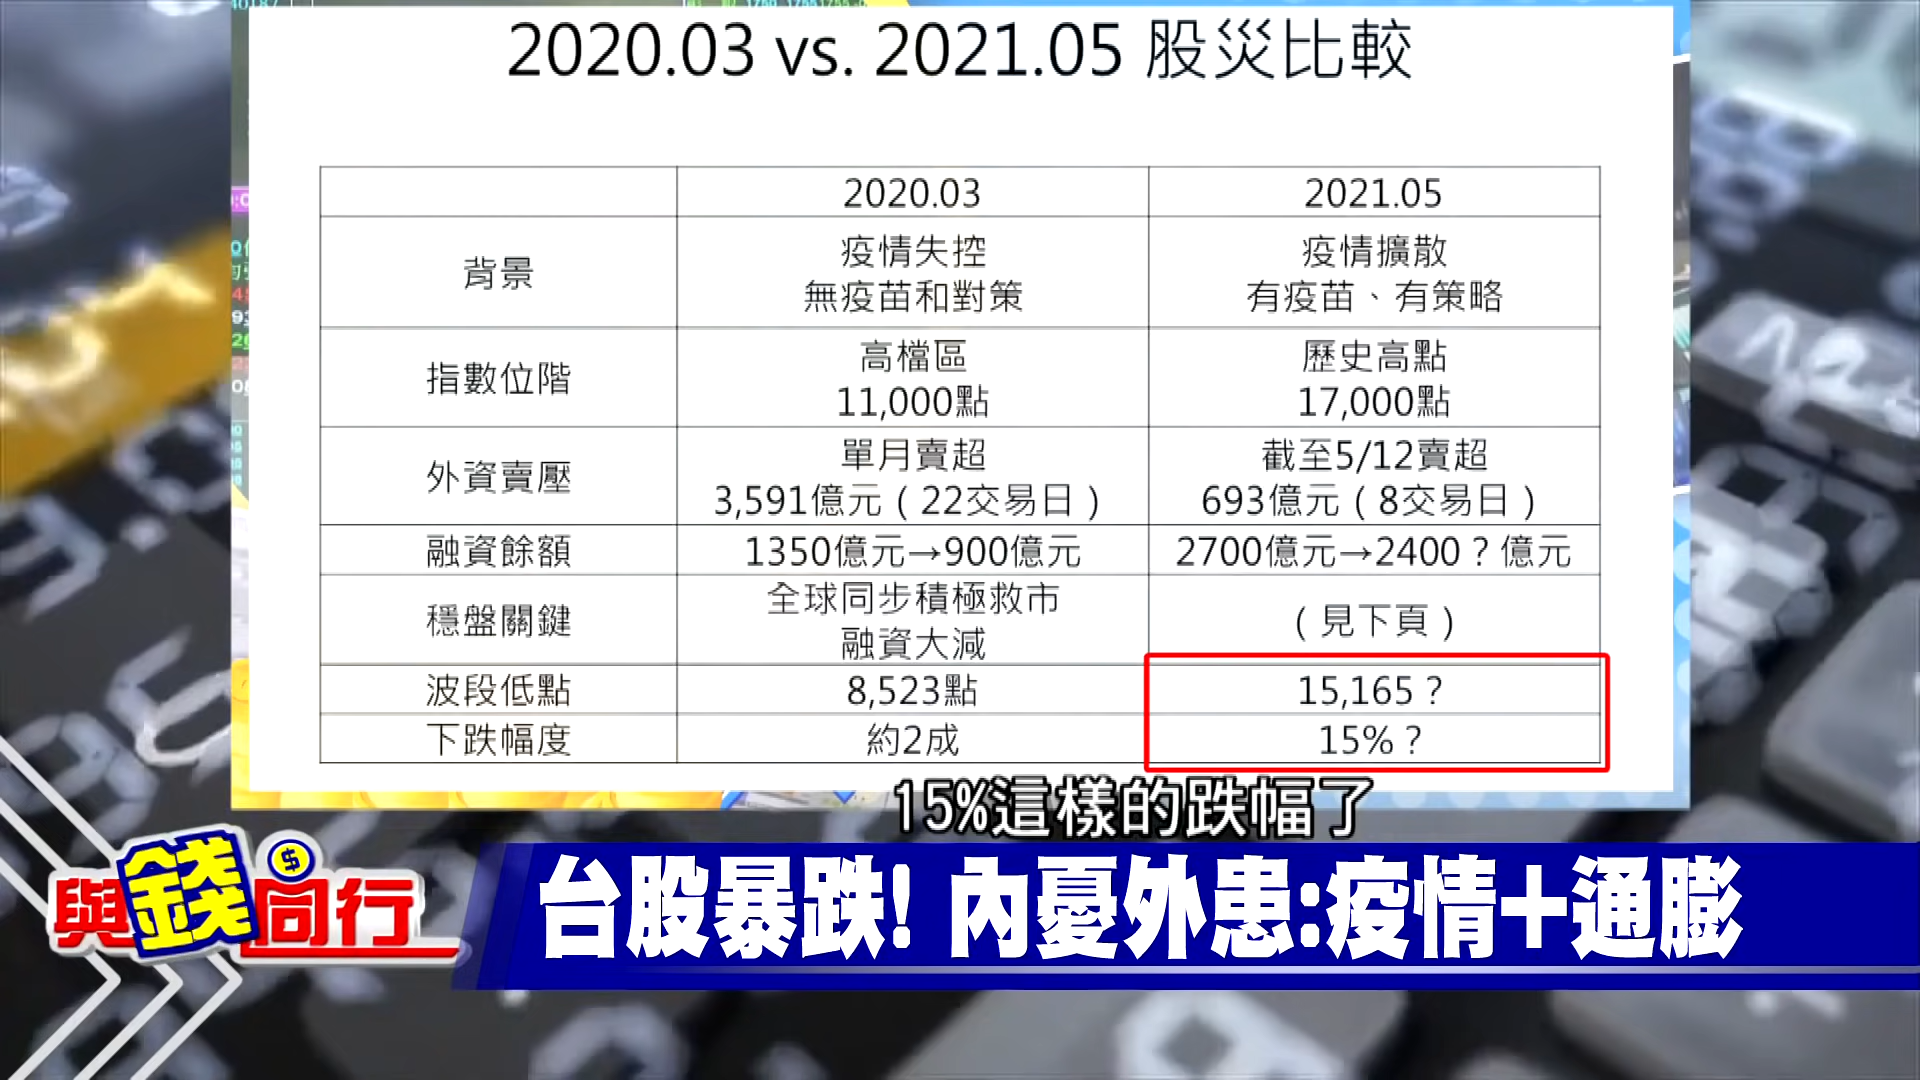 2020.03 vs. 2021.05 股災比較
2020.03
2021.05
背景
疫情失控
無疫苗和對策
疫情擴散
有疫苗、有策略
指數位階
高檔區
11,000點
歷史高點
17,000點
外資賣壓
單月賣超
3,591億元（22交易日）
截至5/12賣超
693億元（8交易日）
融資餘額
1350億元→900億元
2700億元→2400？億元
穩盤關鍵
全球同步積極救市
融資大減
（見下頁）
波段低點
8,523點
15,165？
下跌幅度
約2成
15%？
15%這樣的跌幅了
與錢同行
台股暴跌! 內憂外患:疫情+通膨